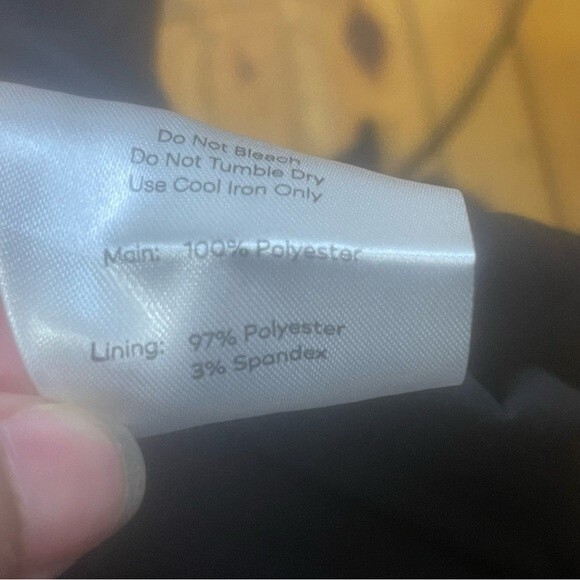 Do Not Bleach
Do Not Tumble Dry
Use Cool Iron Only
Main: 100% Polyester
Lining: 97% Polyester
3% Spandex